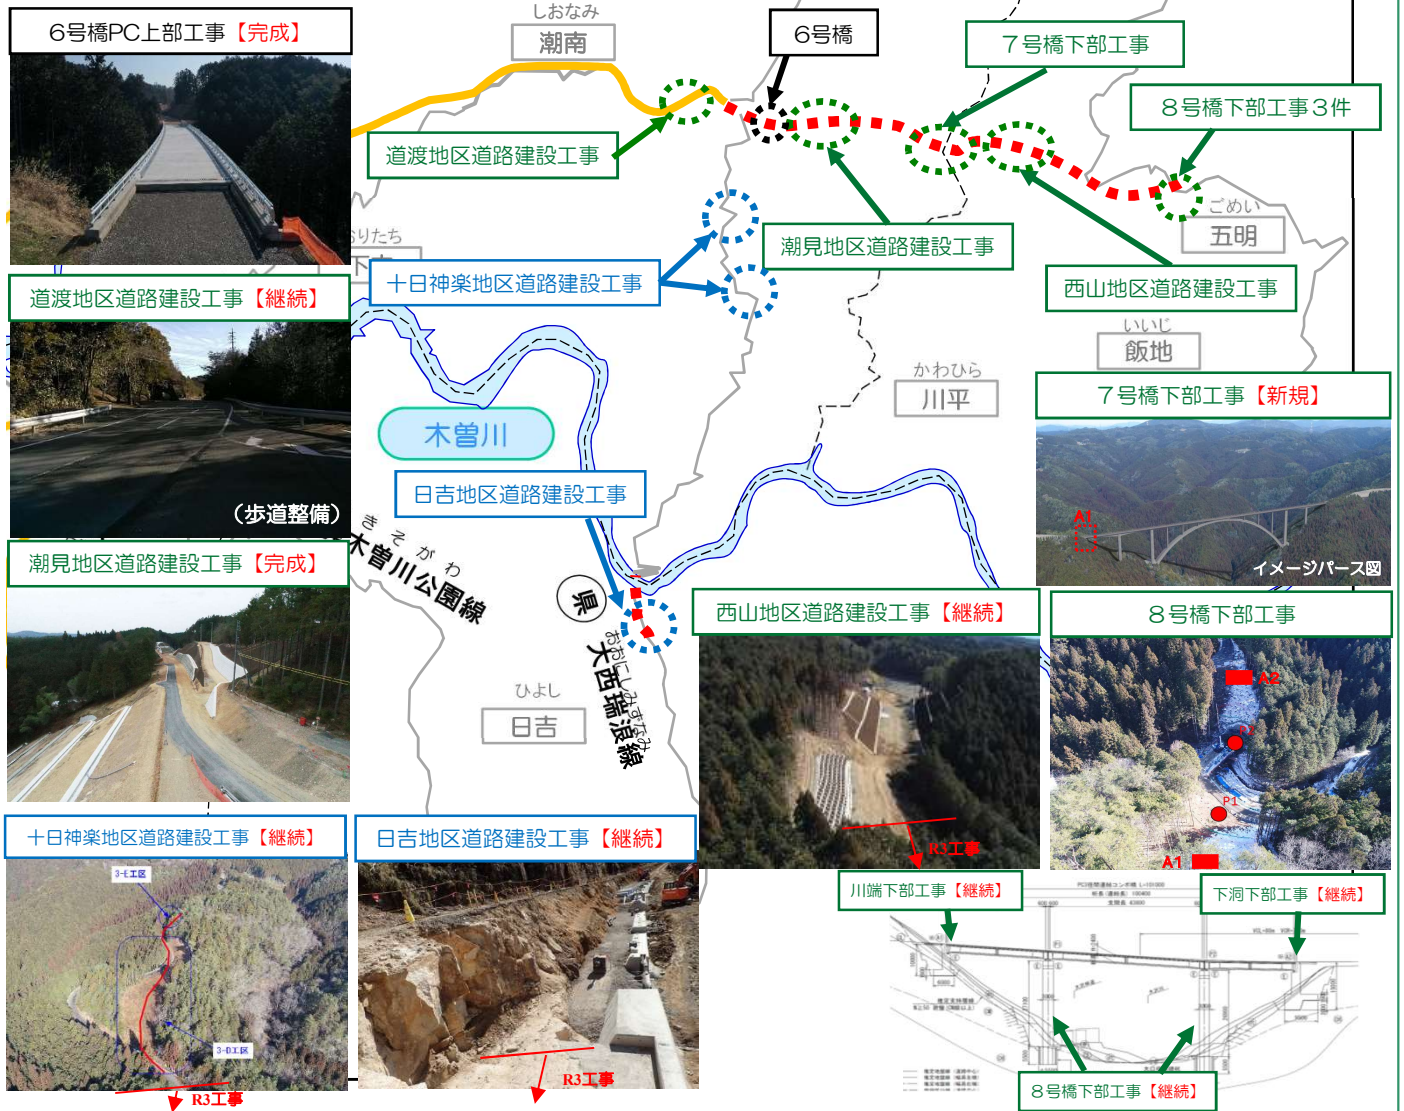 6号橋PC上部工事【完成】
しおなみ
潮南
6号橋
7号橋下部工事
8号橋下部工事3件
道渡地区道路建設工事
潮見地区道路建設工事
ごめい
五明
西山地区道路建設工事
十日神楽地区道路建設工事
道渡地区道路建設工事【継続】
(歩道整備)
いいじ
飯地
かわひら
川平
木曽川
7号橋下部工事【新規】
A1
イメージパース図
日吉地区道路建設工事
きそがわ
木曽川公園線
県
おおにしみずなみ
大西瑞浪線
ひよし
日吉
潮見地区道路建設工事【完成】
西山地区道路建設工事【継続】
R3工事
8号橋下部工事
A2
P2
P1
A1
十日神楽地区道路建設工事【継続】
3-E工区
3-D工区
R3工事
日吉地区道路建設工事【継続】
R3工事
川端下部工事【継続】
下洞下部工事【継続】
8号橋下部工事【継続】